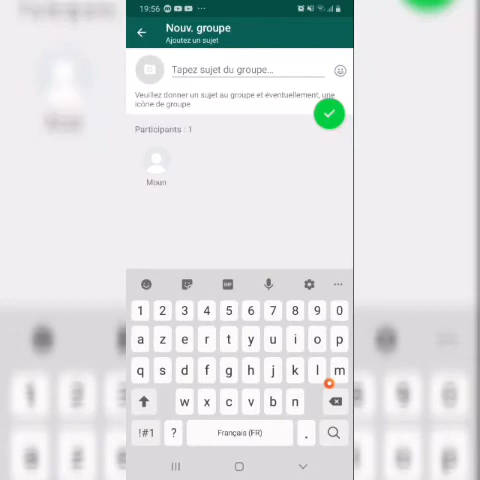 19:56
Nouv. groupe
Ajoutez un sujet
Tapez sujet du groupe...
Veuillez donner un sujet au groupe et éventuellement, une
icône de groupe
Participants : 1
Moun
GIF
1 2 3 4 5 6 7 8 9 0
a z e r t y u i o p
q s d f g h j k l m
w x c v b n
!#1 ? Français (FR) .